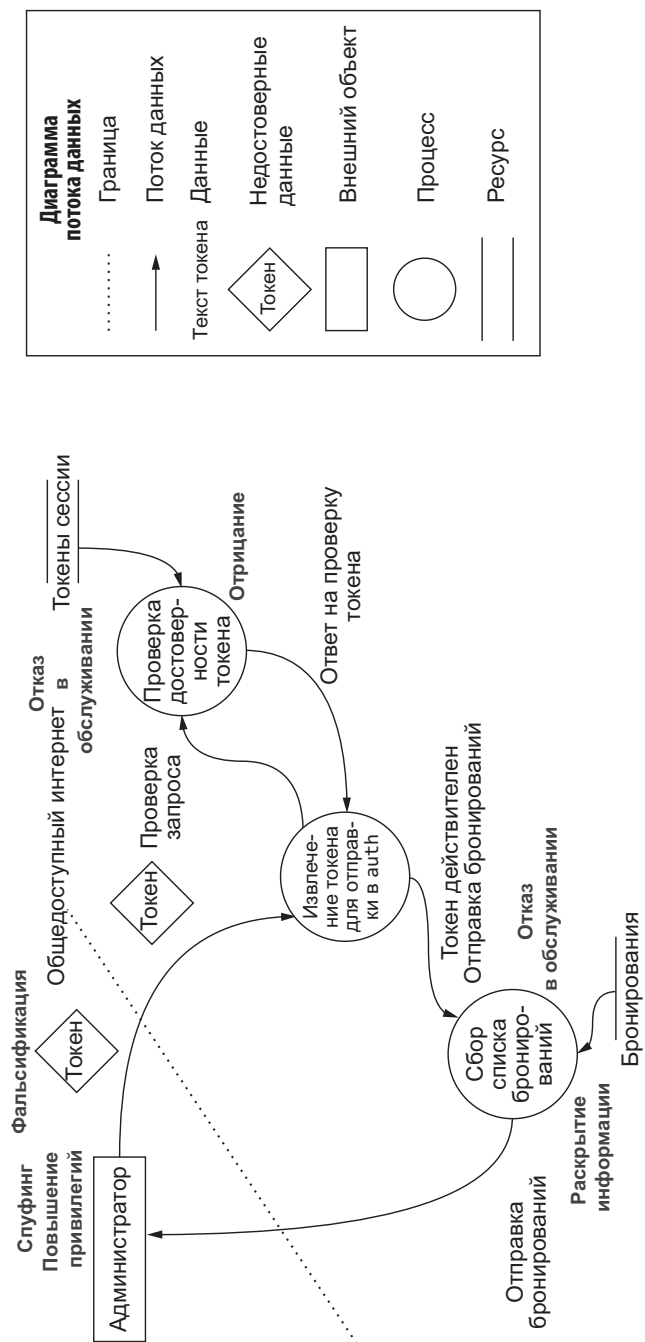 Спуфинг
Повышение
привилегий
Администратор
Фальсификация
Токен
Общедоступный интернет
Отказ
в
обслуживании
Токены сессии
Токен
Проверка
запроса
Проверка
достовер-
ности
токена
Отрицание
Извлече-
ние токена
для отправ-
ки в auth
Ответ на проверку
токена
Токен действителен
Отправка бронирований
Отказ
в обслуживании
Сбор
списка
брониро-
ваний
Отправка
бронирований
Раскрытие
информации
Бронирования
Диаграмма
потока данных
Граница
Поток данных
Текст токена
Данные
Токен
Недостоверные
данные
Внешний объект
Процесс
Ресурс